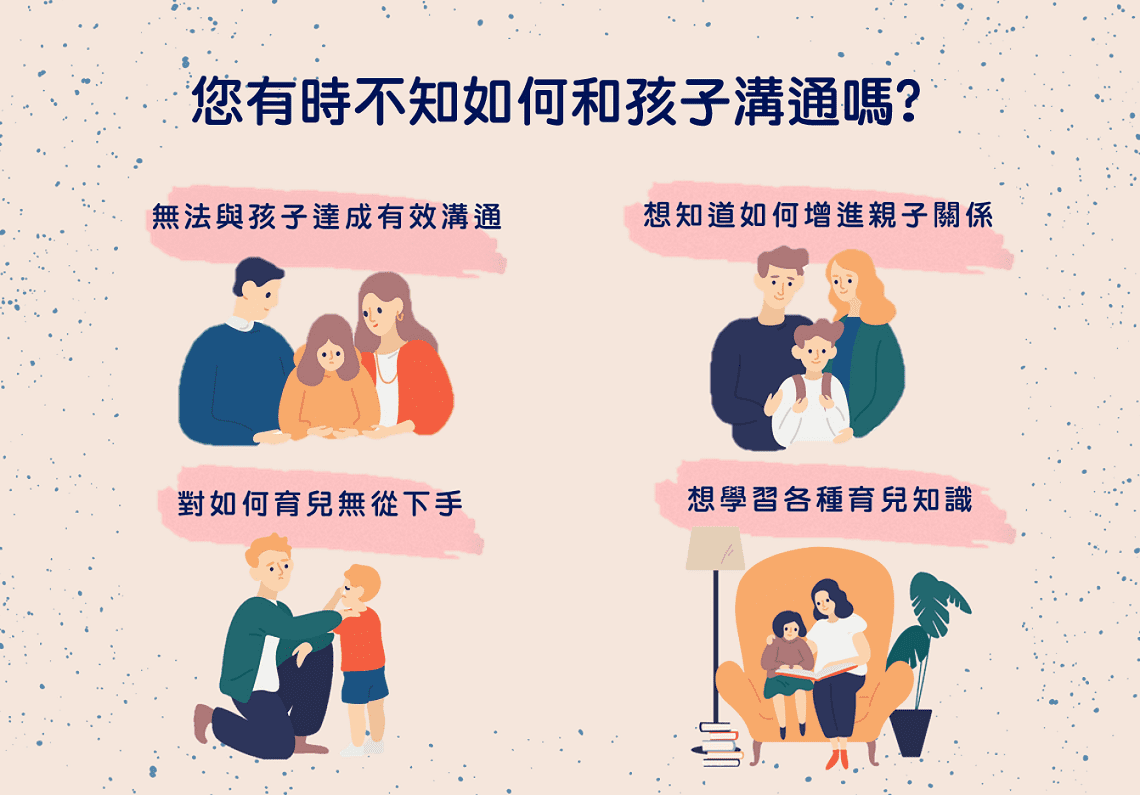 您有時不知如何和孩子溝通嗎?
無法與孩子達成有效溝通
想知道如何增進親子關係
對如何育兒無從下手
想學習各種育兒知識